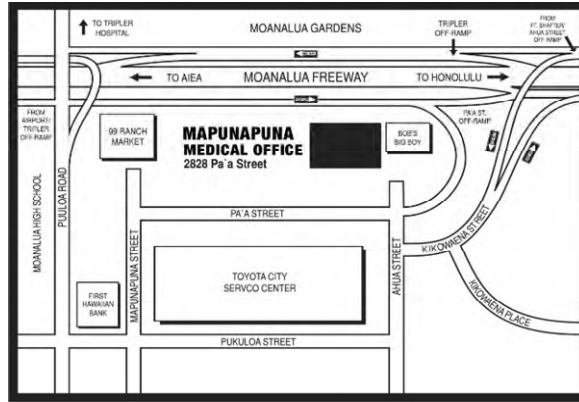 TO TRIPLER
HOSPITAL
MOANALUA GARDENS
TRIPLER
OFF-RAMP
FROM
FT. SHAFTER/
AHUA STREET
OFF RAMP
TO AIEA
MOANALUA FREEWAY
TO HONOLULU
FROM
AIRPORT/
TRIPLER
OFF-RAMP
99 RANCH
MARKET
MAPUNAPUNA
MEDICAL OFFICE
2828 Pa`a Street
BOB'S
BIG BOY
PA'A ST.
OFF-RAMP
MOANALUA HIGH SCHOOL
PUULOA ROAD
MAPUNAPUNA STREET
PA'A STREET
AHUA STREET
KIKOWAENA STREET
KIKOWAENA PLACE
TOYOTA CITY
SERVCO CENTER
FIRST
HAWAIIAN
BANK
PUKULOA STREET